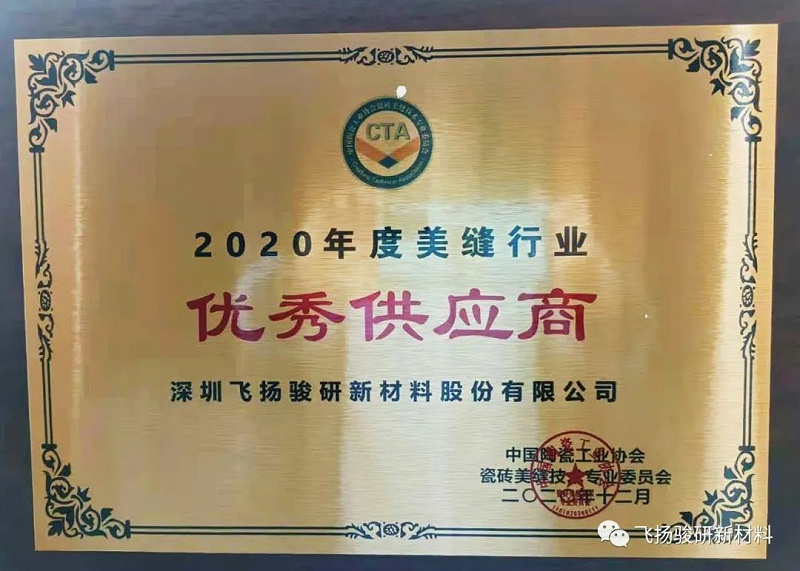 CTA
2020年度美缝行业
优秀供应商
深圳飞扬骏研新材料股份有限公司
中国陶瓷工业协会
瓷砖美缝技术专业委员会
二〇二〇年十二月
飞扬骏研新材料